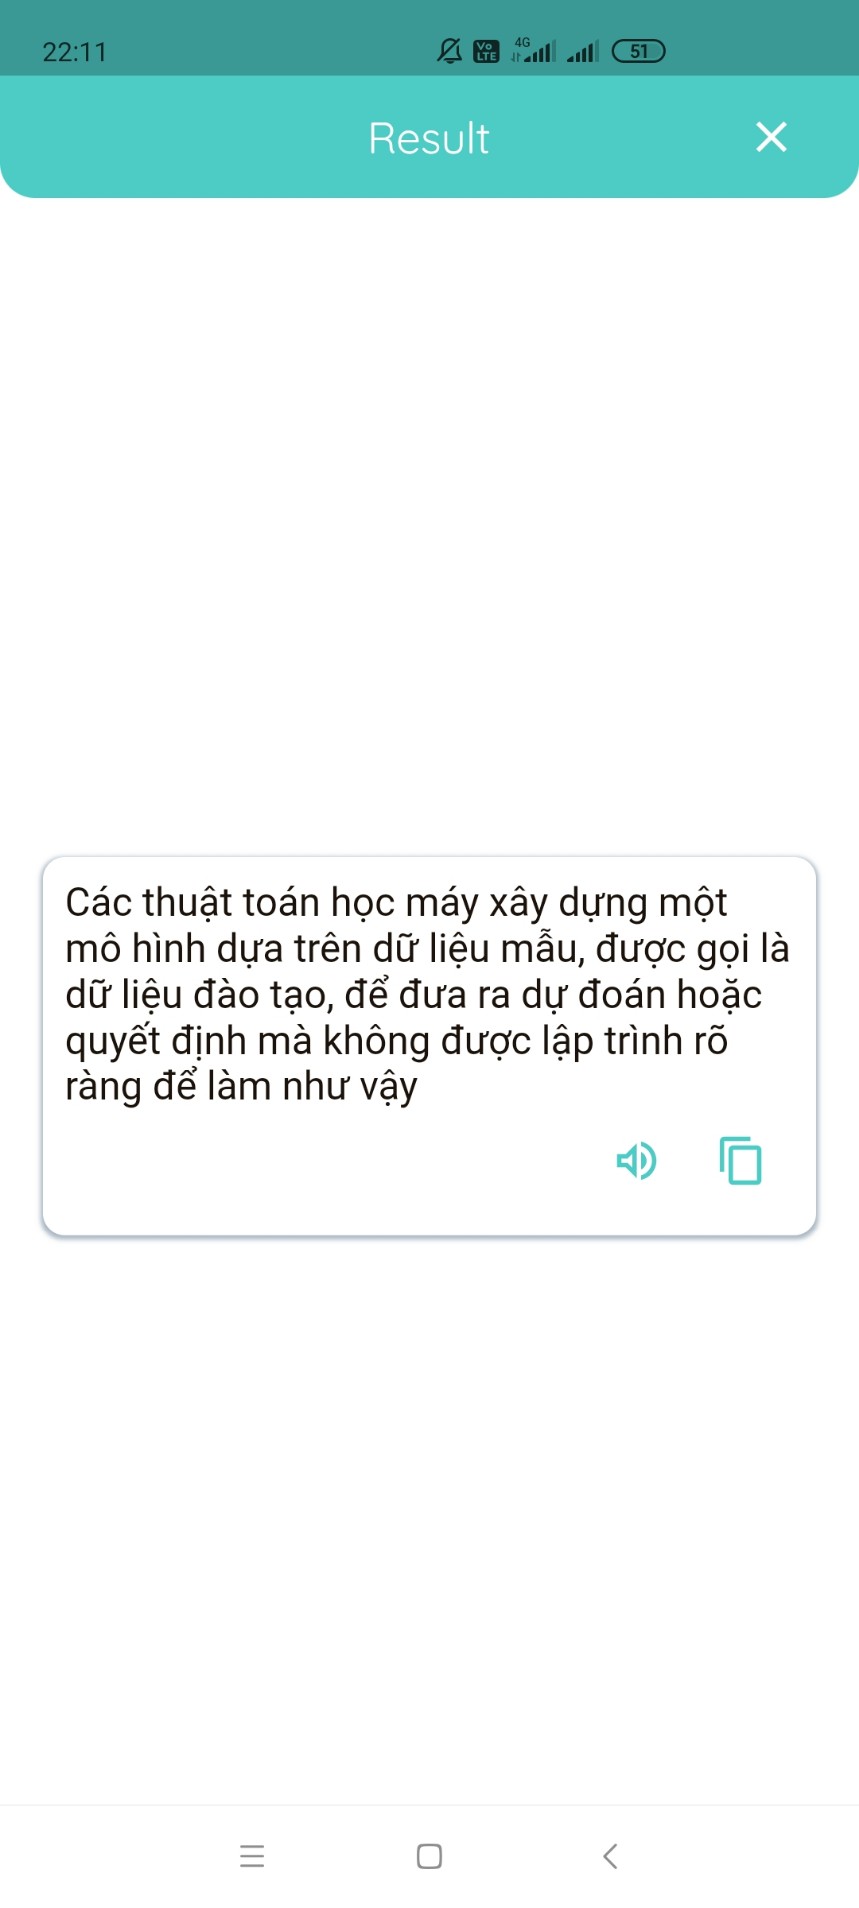 22:11
Vo LTE
4G
51
Result
Các thuật toán học máy xây dựng một
mô hình dựa trên dữ liệu mẫu, được gọi là
dữ liệu đào tạo, để đưa ra dự đoán hoặc
quyết định mà không được lập trình rõ
ràng để làm như vậy